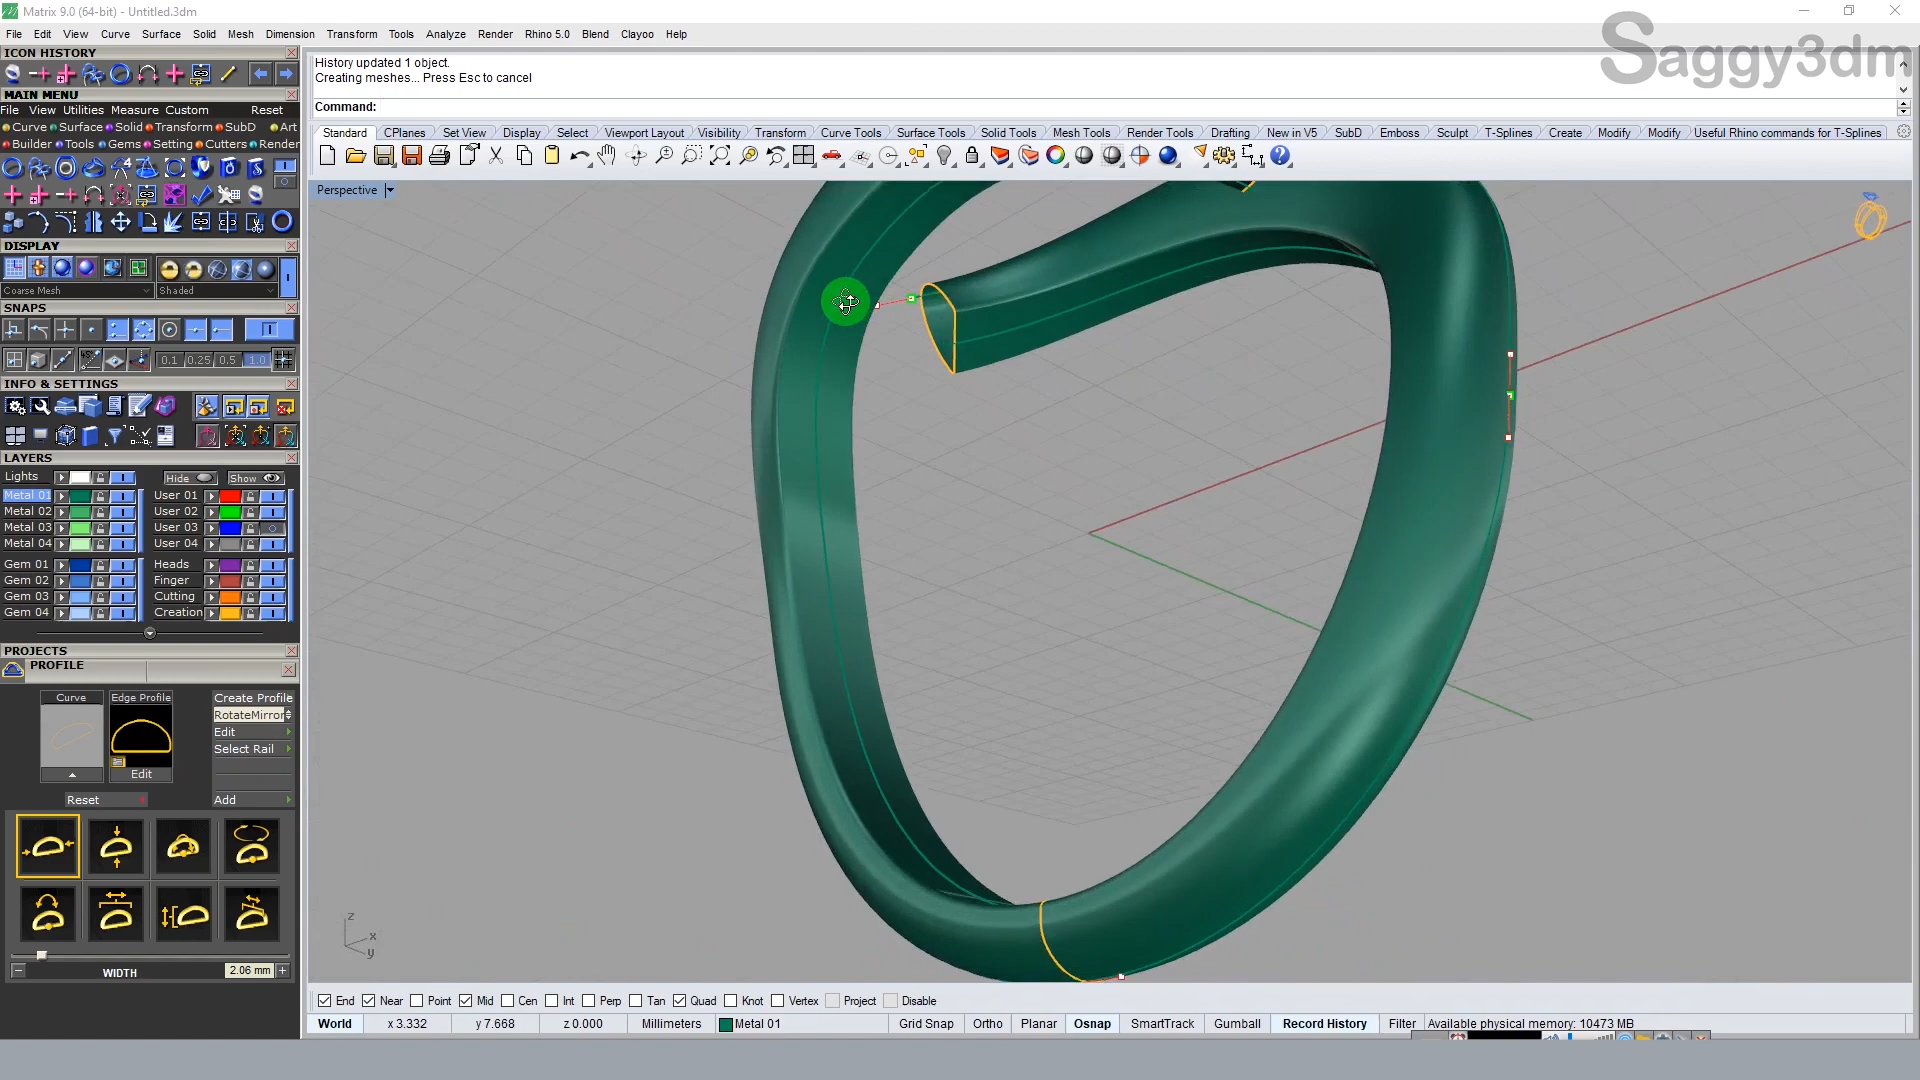 Matrix 9.0 (64-bit) - Untitled.3dm
File Edit View Curve Surface Solid Mesh Dimension Transform Tools Analyze Render Rhino 5.0 Blend Clayoo Help
Saggy3dm
ICON HISTORY
History updated 1 object.
Creating meshes... Press Esc to cancel
Command:
MAIN MENU
File View Utilities Measure Custom Reset
Curve Surface Solid Transform SubD Art
Builder Tools Gems Setting Cutters Render
Standard CPlanes Set View Display Select Viewport Layout Visibility Transform Curve Tools Surface Tools Solid Tools Mesh Tools Render Tools Drafting New in V5 SubD Emboss Sculpt T-Splines Create Modify Modify Useful Rhino commands for T-Splines
Perspective
DISPLAY
Coarse Mesh Shaded
SNAPS
0.1 0.25 0.5 1.0
INFO & SETTINGS
LAYERS
Lights Hide Show
Metal 01 User 01
Metal 02 User 02
Metal 03 User 03
Metal 04 User 04
Gem 01 Heads
Gem 02 Finger
Gem 03 Cutting
Gem 04 Creation
PROJECTS
PROFILE
Curve Edge Profile Create Profile
RotateMirror
Edit
Select Rail
Edit
Reset Add
WIDTH 2.06 mm
z
x
y
End Near Point Mid Cen Int Perp Tan Quad Knot Vertex Project Disable
World x 3.332 y 7.668 z 0.000 Millimeters Metal 01 Grid Snap Ortho Planar Osnap SmartTrack Gumball Record History Filter Available physical memory: 10473 MB